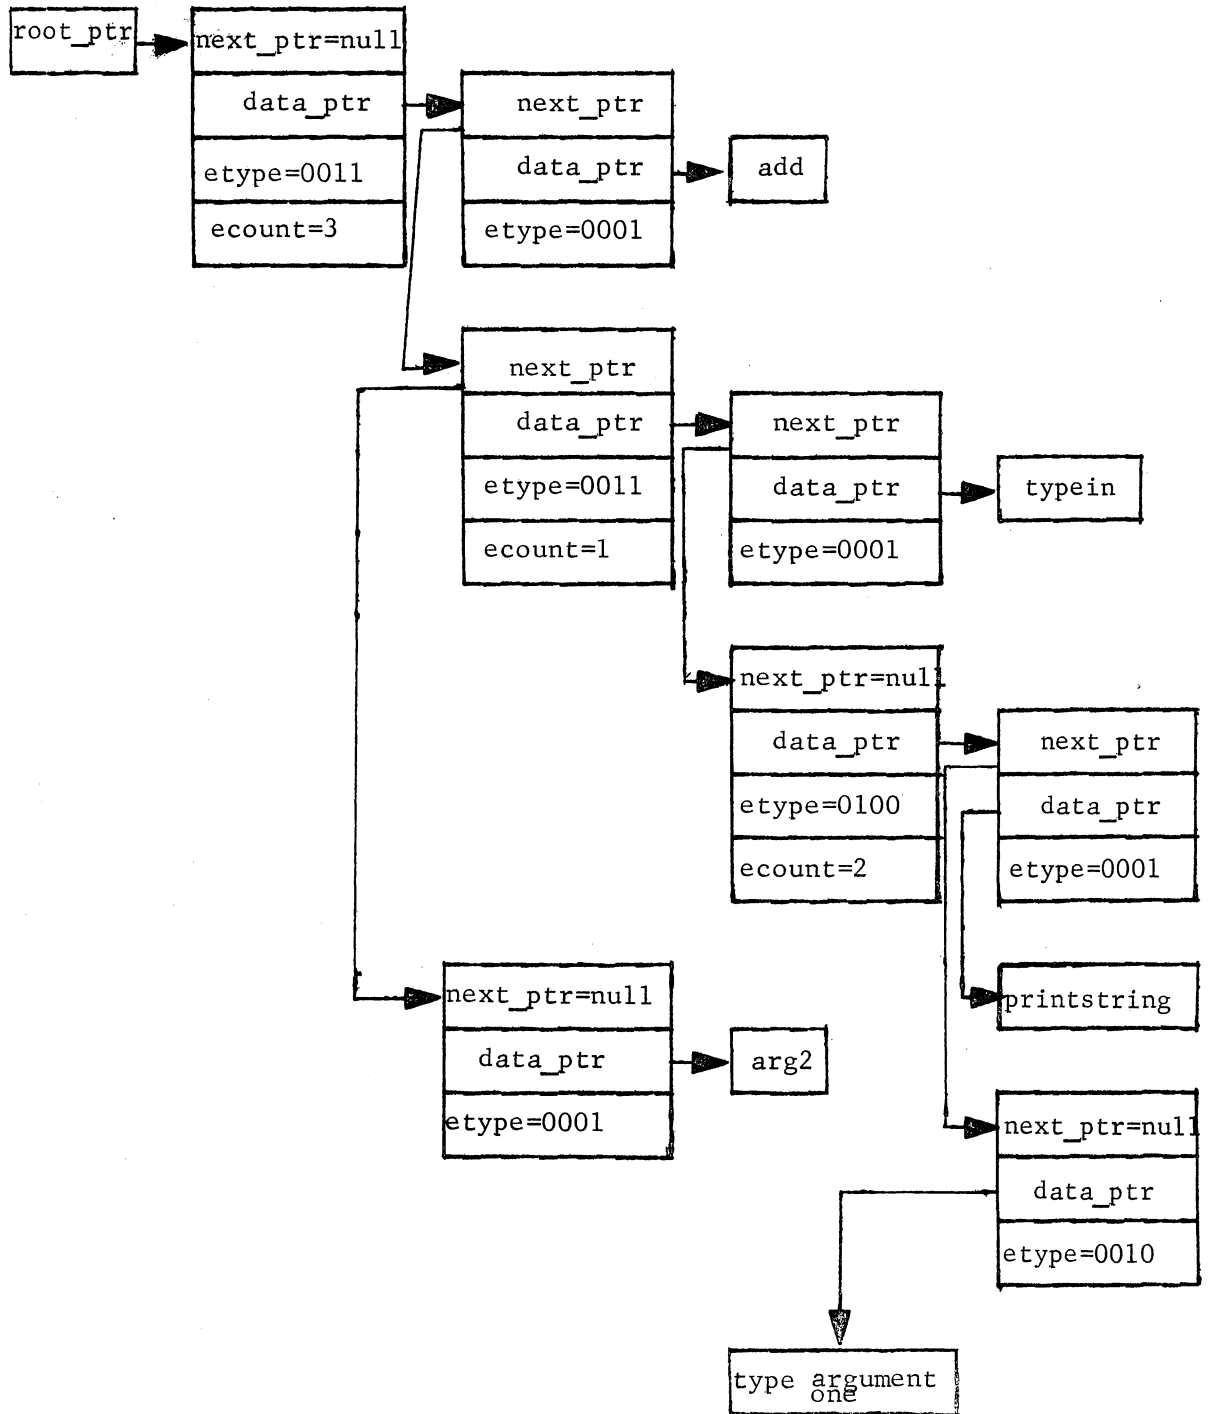 root_ptr
next_ptr=null
data_ptr
etype=0011
ecount=3
next_ptr
data_ptr
etype=0001
add
next_ptr
data_ptr
etype=0011
ecount=1
next_ptr
data_ptr
etype=0001
typein
next_ptr=null
data_ptr
etype=0100
ecount=2
next_ptr
data_ptr
etype=0001
printstring
next_ptr=null
data_ptr
etype=0001
arg2
next_ptr=null
data_ptr
etype=0010
type argument
one